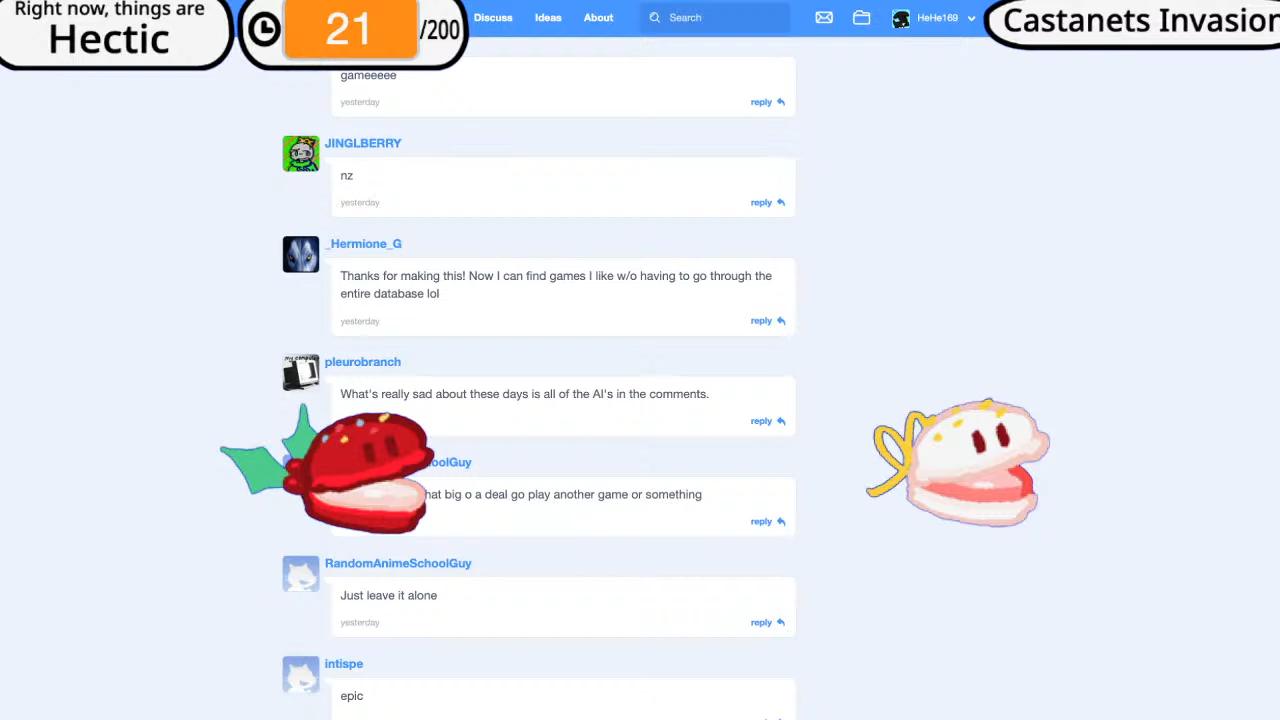 Right now, things are
Hectic
21
/200
Discuss
Ideas
About
Search
HeHe169
Castanets Invasion
gameeeee
yesterday
reply
JINGLBERRY
nz
yesterday
reply
_Hermione_G
Thanks for making this! Now I can find games I like w/o having to go through the
entire database lol
yesterday
reply
pleurobranch
What's really sad about these days is all of the AI's in the comments.
reply
oolGuy
hat big o a deal go play another game or something
reply
RandomAnimeSchoolGuy
Just leave it alone
yesterday
reply
intispe
epic